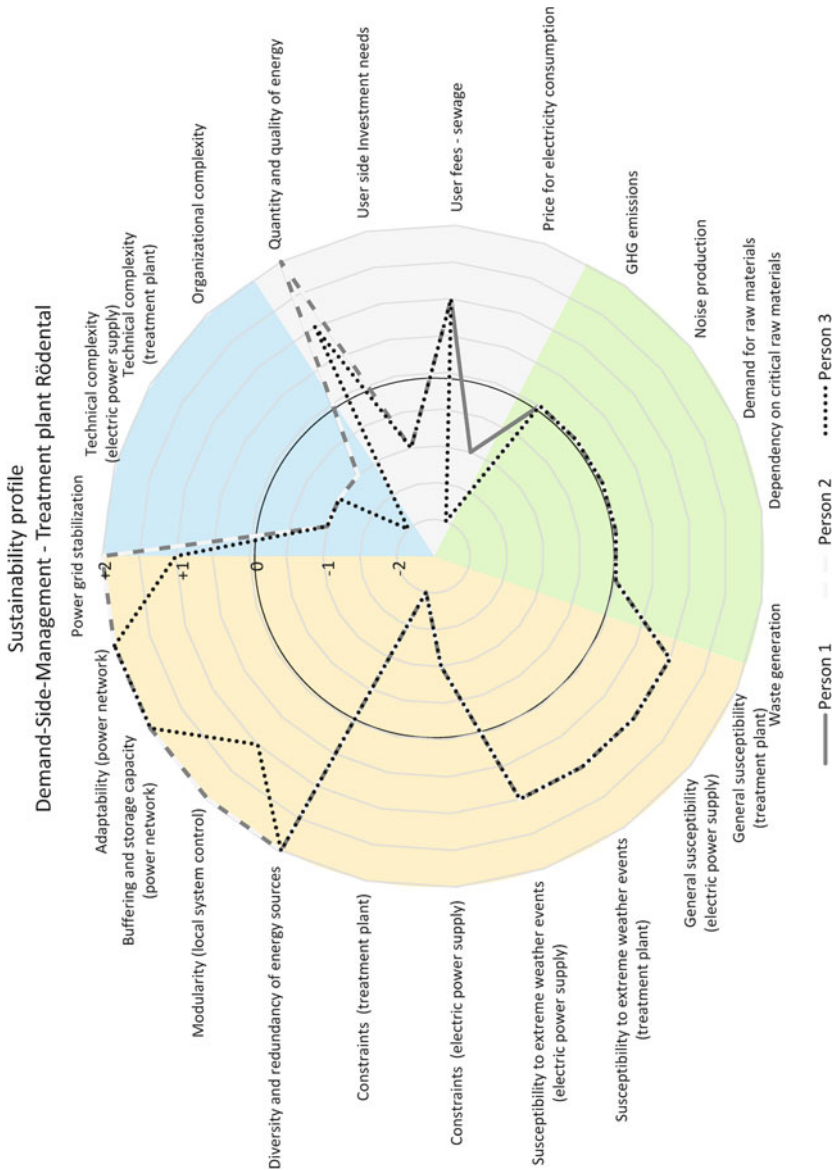 Sustainability profile
Demand-Side-Management - Treatment plant Rödental
Power grid stabilization
Technical complexity
(electric power supply)
Technical complexity
(treatment plant)
Organizational complexity
Quantity and quality of energy
User side Investment needs
User fees - sewage
Price for electricity consumption
GHG emissions
Noise production
Demand for raw materials
Dependency on critical raw materials
Waste generation
General susceptibility
(treatment plant)
General susceptibility
(electric power supply)
Susceptibility to extreme weather events
(treatment plant)
Susceptibility to extreme weather events
(electric power supply)
Constraints (electric power supply)
Constraints (treatment plant)
Diversity and redundancy of energy sources
Modularity (local system control)
Buffering and storage capacity
(power network)
Adaptability (power network)
+2
+1
0
-1
-2
Person 1
Person 2
Person 3